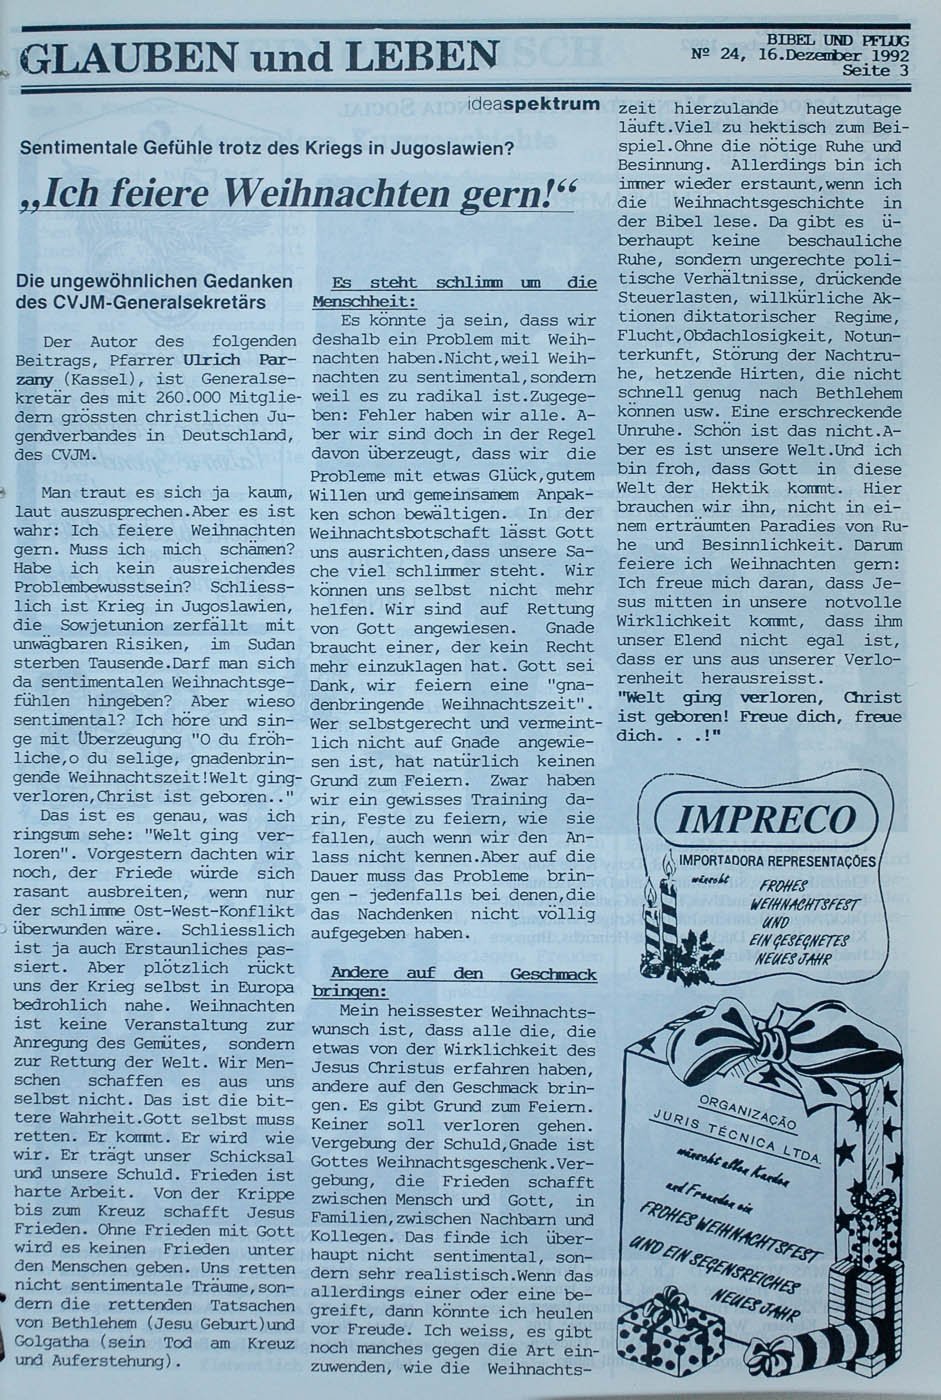 GLAUBEN und LEBEN
BIBEL UND PFLUG
Nº 24, 16.Dezember 1992
Seite 3
ideaspektrum
Sentimentale Gefühle trotz des Kriegs in Jugoslawien?
„Ich feiere Weihnachten gern!“
Die ungewöhnlichen Gedanken
des CVJM-Generalsekretärs
Der Autor des folgenden
Beitrags, Pfarrer Ulrich Par-
zany (Kassel), ist Generalse-
kretär des mit 260.000 Mitglie-
dern grössten christlichen Ju-
gendverbandes in Deutschland,
des CVJM.
Man traut es sich ja kaum,
laut auszusprechen.Aber es ist
wahr: Ich feiere Weihnachten
gern. Muss ich mich schämen?
Habe ich kein ausreichendes
Problembewusstsein? Schliess-
lich ist Krieg in Jugoslawien,
die Sowjetunion zerfällt mit
unwägbaren Risiken, im Sudan
sterben Tausende.Darf man sich
da sentimentalen Weihnachtsge-
fühlen hingeben? Aber wieso
sentimental? Ich höre und sin-
ge mit Überzeugung "O du fröh-
liche,o du selige, gnadenbrin-
gende Weihnachtszeit!Welt ging-
verloren,Christ ist geboren.."
Das ist es genau, was ich
ringsum sehe: "Welt ging ver-
loren". Vorgestern dachten wir
noch, der Friede würde sich
rasant ausbreiten, wenn nur
der schlimme Ost-West-Konflikt
überwunden wäre. Schliesslich
ist ja auch Erstaunliches pas-
siert. Aber plötzlich rückt
uns der Krieg selbst in Europa
bedrohlich nahe. Weihnachten
ist keine Veranstaltung zur
Anregung des Gemütes, sondern
zur Rettung der Welt. Wir Men-
schen schaffen es aus uns
selbst nicht. Das ist die bit-
tere Wahrheit.Gott selbst muss
retten. Er kommt. Er wird wie
wir. Er trägt unser Schicksal
und unsere Schuld. Frieden ist
harte Arbeit. Von der Krippe
bis zum Kreuz schafft Jesus
Frieden. Ohne Frieden mit Gott
wird es keinen Frieden unter
den Menschen geben. Uns retten
nicht sentimentale Träume,son-
dern die rettenden Tatsachen
von Bethlehem (Jesu Geburt)und
Golgatha (sein Tod am Kreuz
und Auferstehung).
Es steht schlimm um die
Menschheit:
Es könnte ja sein, dass wir
deshalb ein Problem mit Weih-
nachten haben.Nicht,weil Weih-
nachten zu sentimental,sondern
weil es zu radikal ist.Zugege-
ben: Fehler haben wir alle. A-
ber wir sind doch in der Regel
davon überzeugt, dass wir die
Probleme mit etwas Glück,gutem
Willen und gemeinsamem Anpak-
ken schon bewältigen. In der
Weihnachtsbotschaft lässt Gott
uns ausrichten,dass unsere Sa-
che viel schlimmer steht. Wir
können uns selbst nicht mehr
helfen. Wir sind auf Rettung
von Gott angewiesen. Gnade
braucht einer, der kein Recht
mehr einzuklagen hat. Gott sei
Dank, wir feiern eine "gna-
denbringende Weihnachtszeit".
Wer selbstgerecht und vermeint-
lich nicht auf Gnade angewie-
sen ist, hat natürlich keinen
Grund zum Feiern. Zwar haben
wir ein gewisses Training da-
rin, Feste zu feiern, wie sie
fallen, auch wenn wir den An-
lass nicht kennen.Aber auf die
Dauer muss das Probleme brin-
gen - jedenfalls bei denen,die
das Nachdenken nicht völlig
aufgegeben haben.
Andere auf den Geschmack
bringen:
Mein heissester Weihnachts-
wunsch ist, dass alle die, die
etwas von der Wirklichkeit des
Jesus Christus erfahren haben,
andere auf den Geschmack brin-
gen. Es gibt Grund zum Feiern.
Keiner soll verloren gehen.
Vergebung der Schuld,Gnade ist
Gottes Weihnachtsgeschenk.Ver-
gebung, die Frieden schafft
zwischen Mensch und Gott, in
Familien,zwischen Nachbarn und
Kollegen. Das finde ich über-
haupt nicht sentimental, son-
dern sehr realistisch.Wenn das
allerdings einer oder eine be-
greift, dann könnte ich heulen
vor Freude. Ich weiss, es gibt
noch manches gegen die Art ein-
zuwenden, wie die Weihnachts-
zeit hierzulande heutzutage
läuft.Viel zu hektisch zum Bei-
spiel.Ohne die nötige Ruhe und
Besinnung. Allerdings bin ich
immer wieder erstaunt,wenn ich
die Weihnachtsgeschichte in
der Bibel lese. Da gibt es ü-
berhaupt keine beschauliche
Ruhe, sondern ungerechte poli-
tische Verhältnisse, drückende
Steuerlasten, willkürliche Ak-
tionen diktatorischer Regime,
Flucht,Obdachlosigkeit, Notun-
terkunft, Störung der Nachtru-
he, hetzende Hirten, die nicht
schnell genug nach Bethlehem
können usw. Eine erschreckende
Unruhe. Schön ist das nicht.A-
ber es ist unsere Welt.Und ich
bin froh, dass Gott in diese
Welt der Hektik kommt. Hier
brauchen wir ihn, nicht in ei-
nem erträumten Paradies von Ru-
he und Besinnlichkeit. Darum
feiere ich Weihnachten gern:
Ich freue mich daran, dass Je-
sus mitten in unsere notvolle
Wirklichkeit kommt, dass ihm
unser Elend nicht egal ist,
dass er uns aus unserer Verlo-
renheit herausreisst.
"Welt ging verloren, Christ
ist geboren! Freue dich, freue
dich. . .!"
IMPRECO
IMPORTADORA REPRESENTAÇÕES
wünscht
FROHES
WEIHNACHTSFEST
UND
EIN GESEGNETES
NEUES JAHR
ORGANIZAÇÃO
JURIS TÉCNICA LTDA.
wünscht allen Kunden
und Freunden ein
FROHES WEIHNACHTSFEST
UND EIN SEGENSREICHES
NEUES JAHR